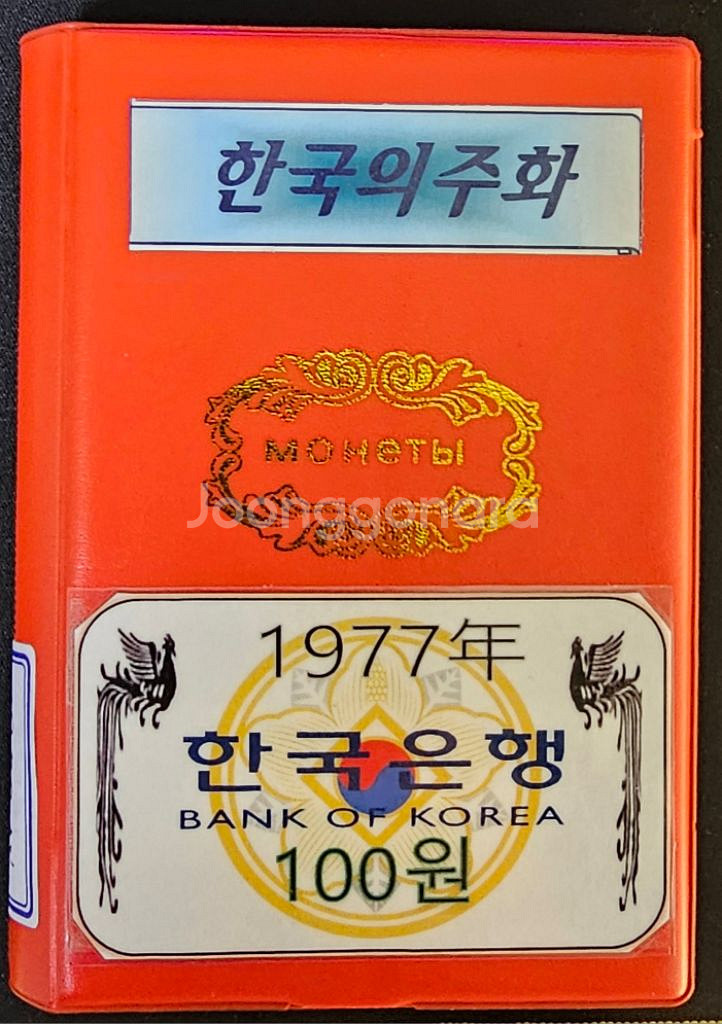 한국의주화
монеты
Joonggonara
1977年
한국은행
BANK OF KOREA
100원